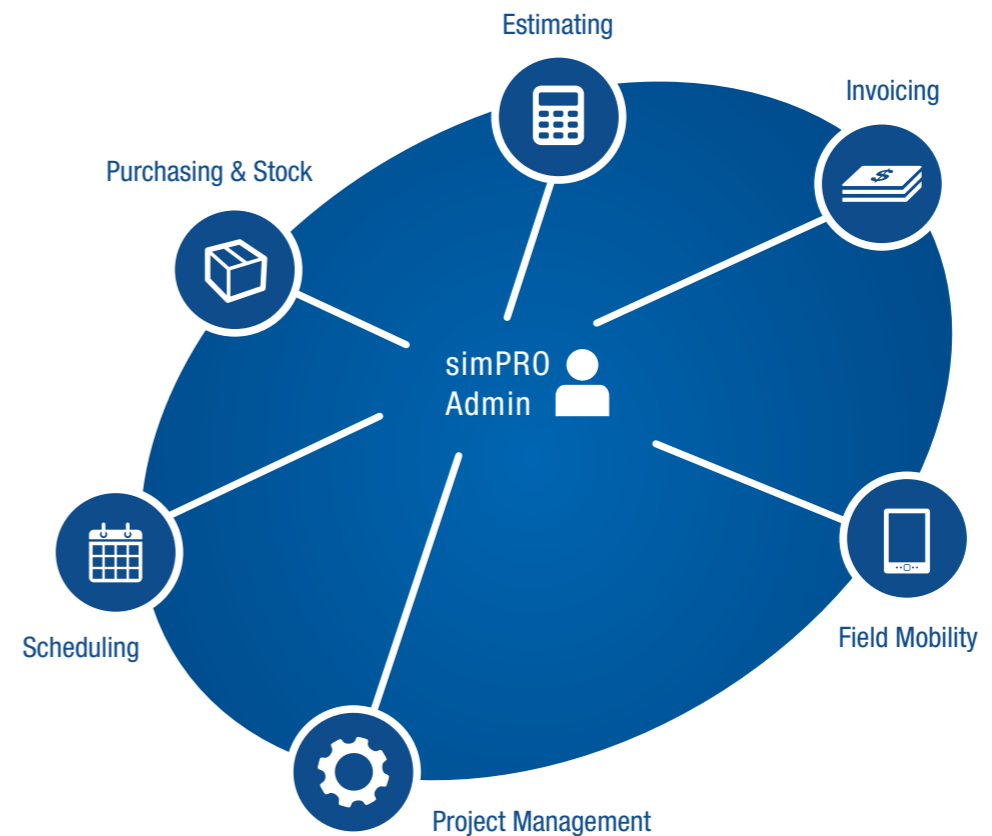 Estimating
Invoicing
Purchasing & Stock
$
simPRO
Admin
Scheduling
Field Mobility
Project Management